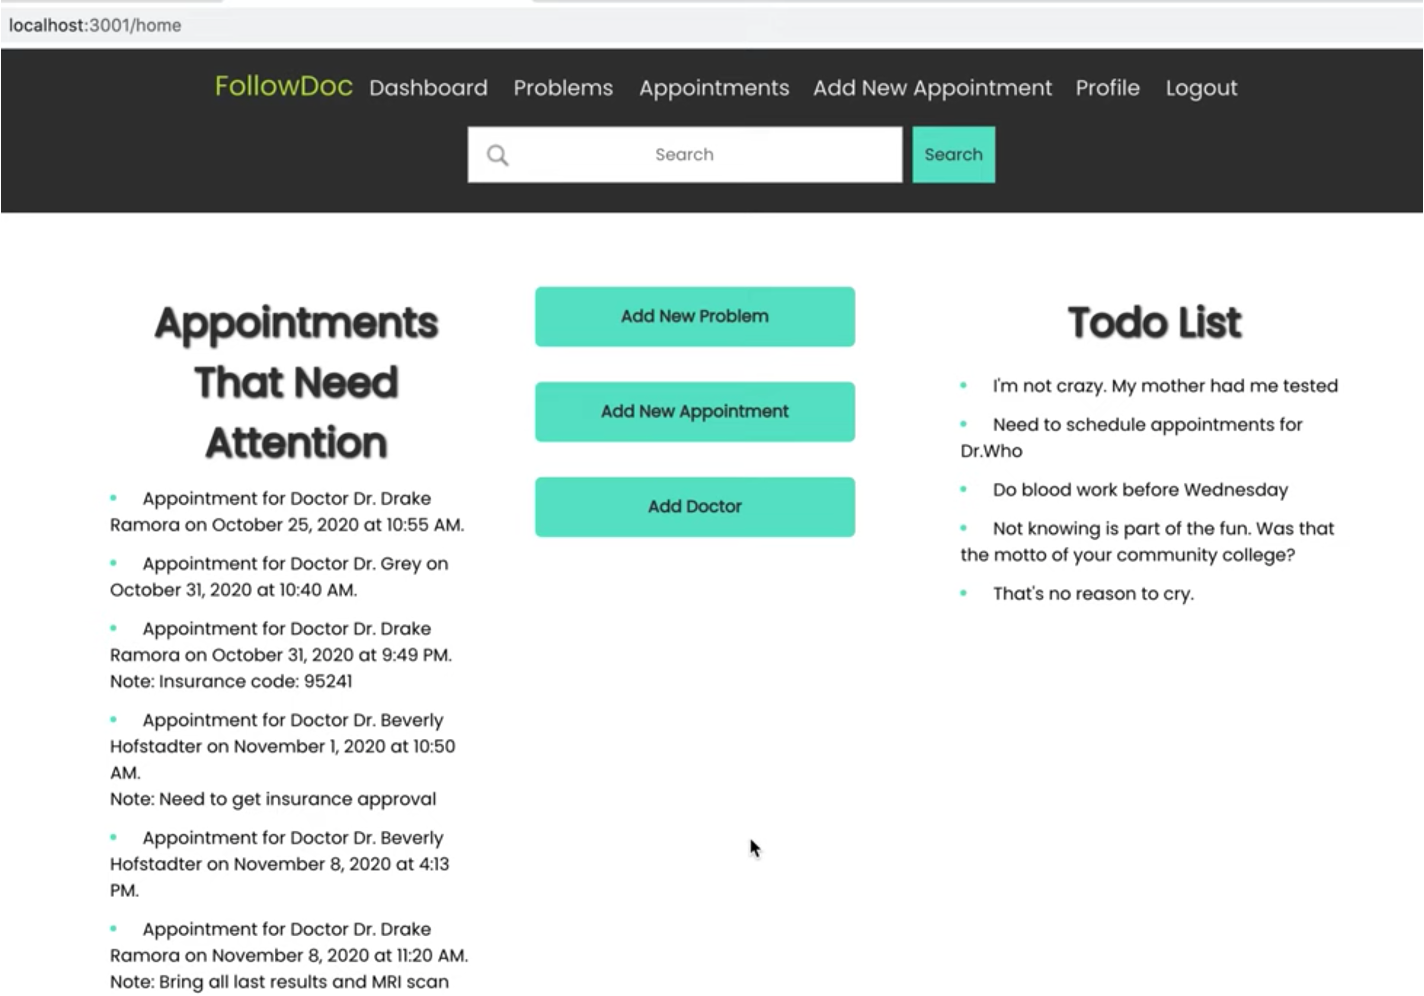 localhost:3001/home
FollowDoc Dashboard Problems Appointments Add New Appointment Profile Logout
Search Search
Appointments
That Need
Attention
Appointment for Doctor Dr. Drake
Ramora on October 25, 2020 at 10:55 AM.
Appointment for Doctor Dr. Grey on
October 31, 2020 at 10:40 AM.
Appointment for Doctor Dr. Drake
Ramora on October 31, 2020 at 9:49 PM.
Note: Insurance code: 95241
Appointment for Doctor Dr. Beverly
Hofstadter on November 1, 2020 at 10:50
AM.
Note: Need to get insurance approval
Appointment for Doctor Dr. Beverly
Hofstadter on November 8, 2020 at 4:13
PM.
Appointment for Doctor Dr. Drake
Ramora on November 8, 2020 at 11:20 AM.
Note: Bring all last results and MRI scan
Add New Problem
Add New Appointment
Add Doctor
Todo List
I'm not crazy. My mother had me tested
Need to schedule appointments for
Dr.Who
Do blood work before Wednesday
Not knowing is part of the fun. Was that
the motto of your community college?
That's no reason to cry.